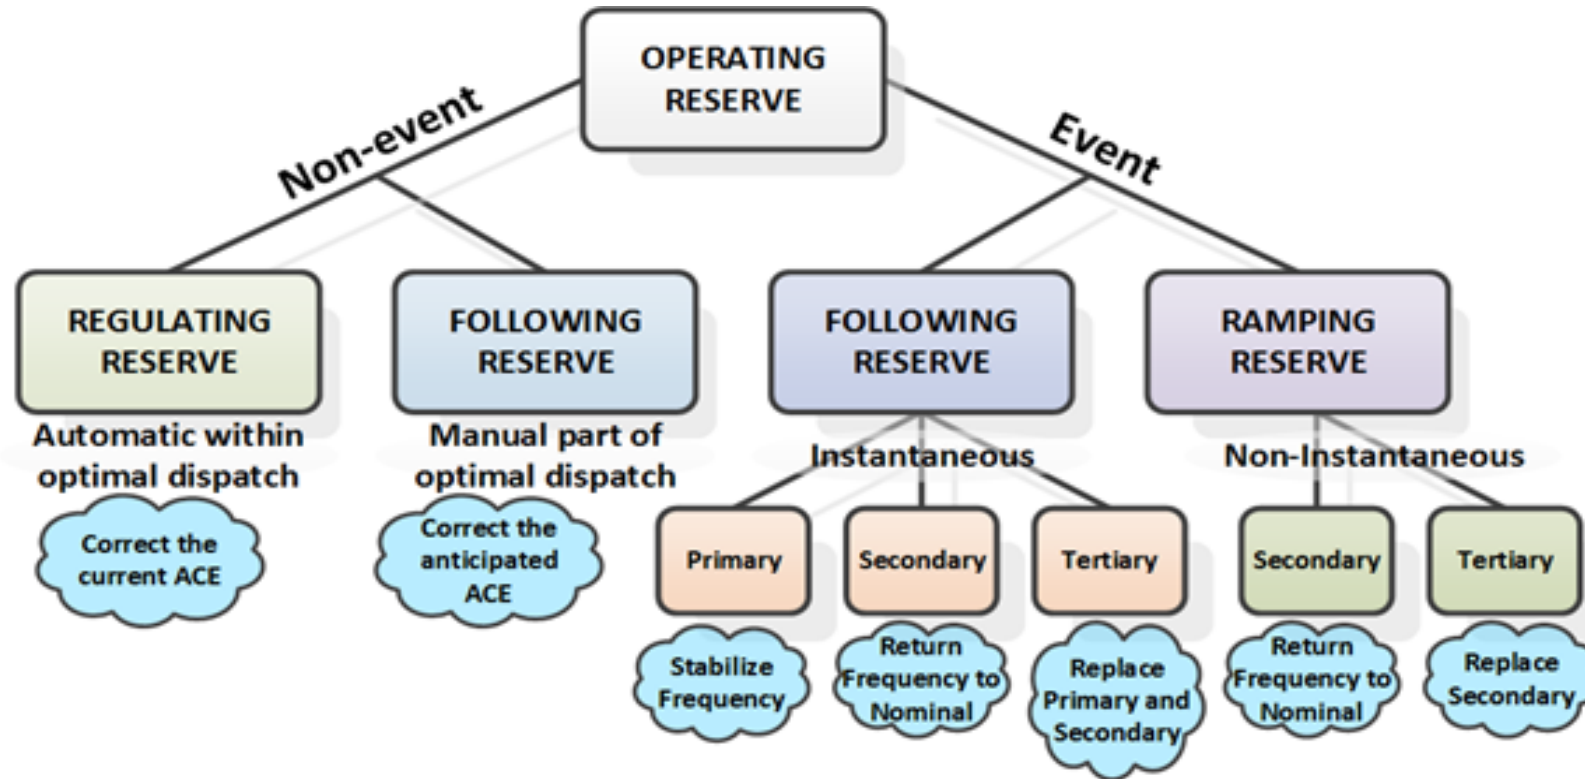 OPERATING
RESERVE
Non-event
Event
REGULATING
RESERVE
FOLLOWING
RESERVE
FOLLOWING
RESERVE
RAMPING
RESERVE
Automatic within
optimal dispatch
Manual part of
optimal dispatch
Instantaneous
Non-Instantaneous
Correct the
current ACE
Correct the
anticipated
ACE
Primary
Secondary
Tertiary
Secondary
Tertiary
Stabilize
Frequency
Return
Frequency to
Nominal
Replace
Primary and
Secondary
Return
Frequency to
Nominal
Replace
Secondary